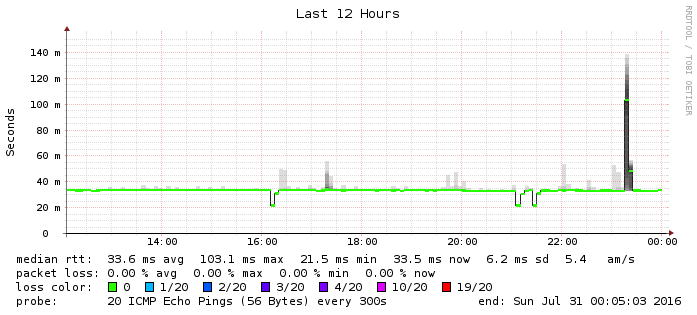 Last 12 Hours
RRDTOOL / TOBI OETIKER
Seconds
140 m
120 m
100 m
80 m
60 m
40 m
20 m
0
14:00 16:00 18:00 20:00 22:00 00:00
median rtt: 33.6 ms avg 103.1 ms max 21.5 ms min 33.5 ms now 6.2 ms sd 5.4 am/s
packet loss: 0.00 % avg 0.00 % max 0.00 % min 0.00 % now
loss color: 0 1/20 2/20 3/20 4/20 10/20 19/20
probe: 20 ICMP Echo Pings (56 Bytes) every 300s end: Sun Jul 31 00:05:03 2016